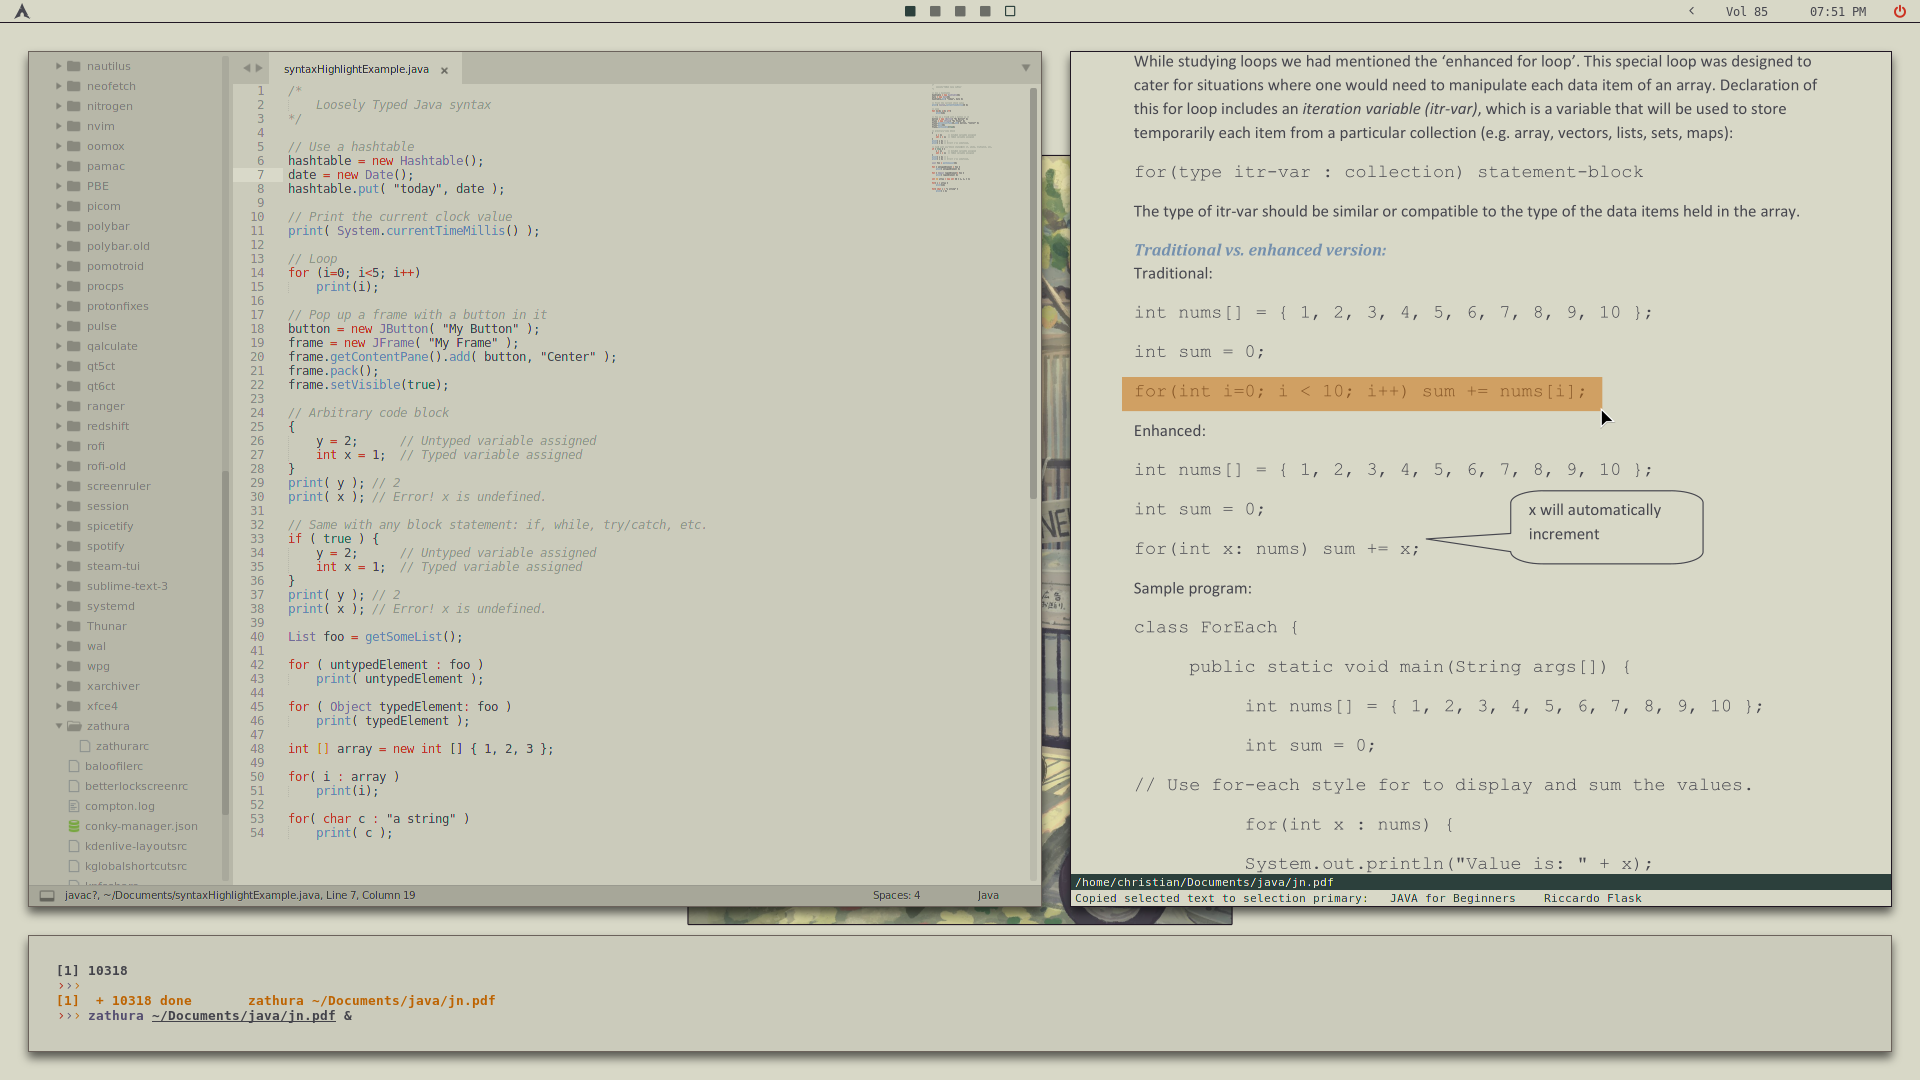 Vol 85
07:51 PM
nautilus
neofetch
nitrogen
nvim
oomox
pamac
PBE
picom
polybar
polybar.old
pomotroid
procps
protonfixes
pulse
qalculate
qt5ct
qt6ct
ranger
redshift
rofi
rofi-old
screenruler
session
spicetify
spotify
steam-tui
sublime-text-3
systemd
Thunar
wal
wpg
xarchiver
xfce4
zathura
zathurarc
baloofilerc
betterlockscreenrc
compton.log
conky-manager.json
kdenlive-layoutsrc
kglobalshortcutsrc
syntaxHighlightExample.java
1 /*
2     Loosely Typed Java syntax
3 */
4
5 // Use a hashtable
6 hashtable = new Hashtable();
7 date = new Date();
8 hashtable.put( "today", date );
9
10 // Print the current clock value
11 print( System.currentTimeMillis() );
12
13 // Loop
14 for (i=0; i<5; i++)
15     print(i);
16
17 // Pop up a frame with a button in it
18 button = new JButton( "My Button" );
19 frame = new JFrame( "My Frame" );
20 frame.getContentPane().add( button, "Center" );
21 frame.pack();
22 frame.setVisible(true);
23
24 // Arbitrary code block
25 {
26     y = 2;      // Untyped variable assigned
27     int x = 1;  // Typed variable assigned
28 }
29 print( y ); // 2
30 print( x ); // Error! x is undefined.
31
32 // Same with any block statement: if, while, try/catch, etc.
33 if ( true ) {
34     y = 2;      // Untyped variable assigned
35     int x = 1;  // Typed variable assigned
36 }
37 print( y ); // 2
38 print( x ); // Error! x is undefined.
39
40 List foo = getSomeList();
41
42 for ( untypedElement : foo )
43     print( untypedElement );
44
45 for ( Object typedElement: foo )
46     print( typedElement );
47
48 int [] array = new int [] { 1, 2, 3 };
49
50 for( i : array )
51     print(i);
52
53 for( char c : "a string" )
54     print( c );
javac?, ~/Documents/syntaxHighlightExample.java, Line 7, Column 19
Spaces: 4
Java
While studying loops we had mentioned the ‘enhanced for loop’. This special loop was designed to
cater for situations where one would need to manipulate each data item of an array. Declaration of
this for loop includes an iteration variable (itr-var), which is a variable that will be used to store
temporarily each item from a particular collection (e.g. array, vectors, lists, sets, maps):
for(type itr-var : collection) statement-block
The type of itr-var should be similar or compatible to the type of the data items held in the array.
Traditional vs. enhanced version:
Traditional:
int nums[] = { 1, 2, 3, 4, 5, 6, 7, 8, 9, 10 };
int sum = 0;
for(int i=0; i < 10; i++) sum += nums[i];
Enhanced:
int nums[] = { 1, 2, 3, 4, 5, 6, 7, 8, 9, 10 };
int sum = 0;
x will automatically
increment
for(int x: nums) sum += x;
Sample program:
class ForEach {
public static void main(String args[]) {
int nums[] = { 1, 2, 3, 4, 5, 6, 7, 8, 9, 10 };
int sum = 0;
// Use for-each style for to display and sum the values.
for(int x : nums) {
System.out.println("Value is: " + x);
/home/christian/Documents/java/jn.pdf
Copied selected text to selection primary:   JAVA for Beginners    Riccardo Flask
[1] 10318
›››
[1]  + 10318 done       zathura ~/Documents/java/jn.pdf
››› zathura ~/Documents/java/jn.pdf &